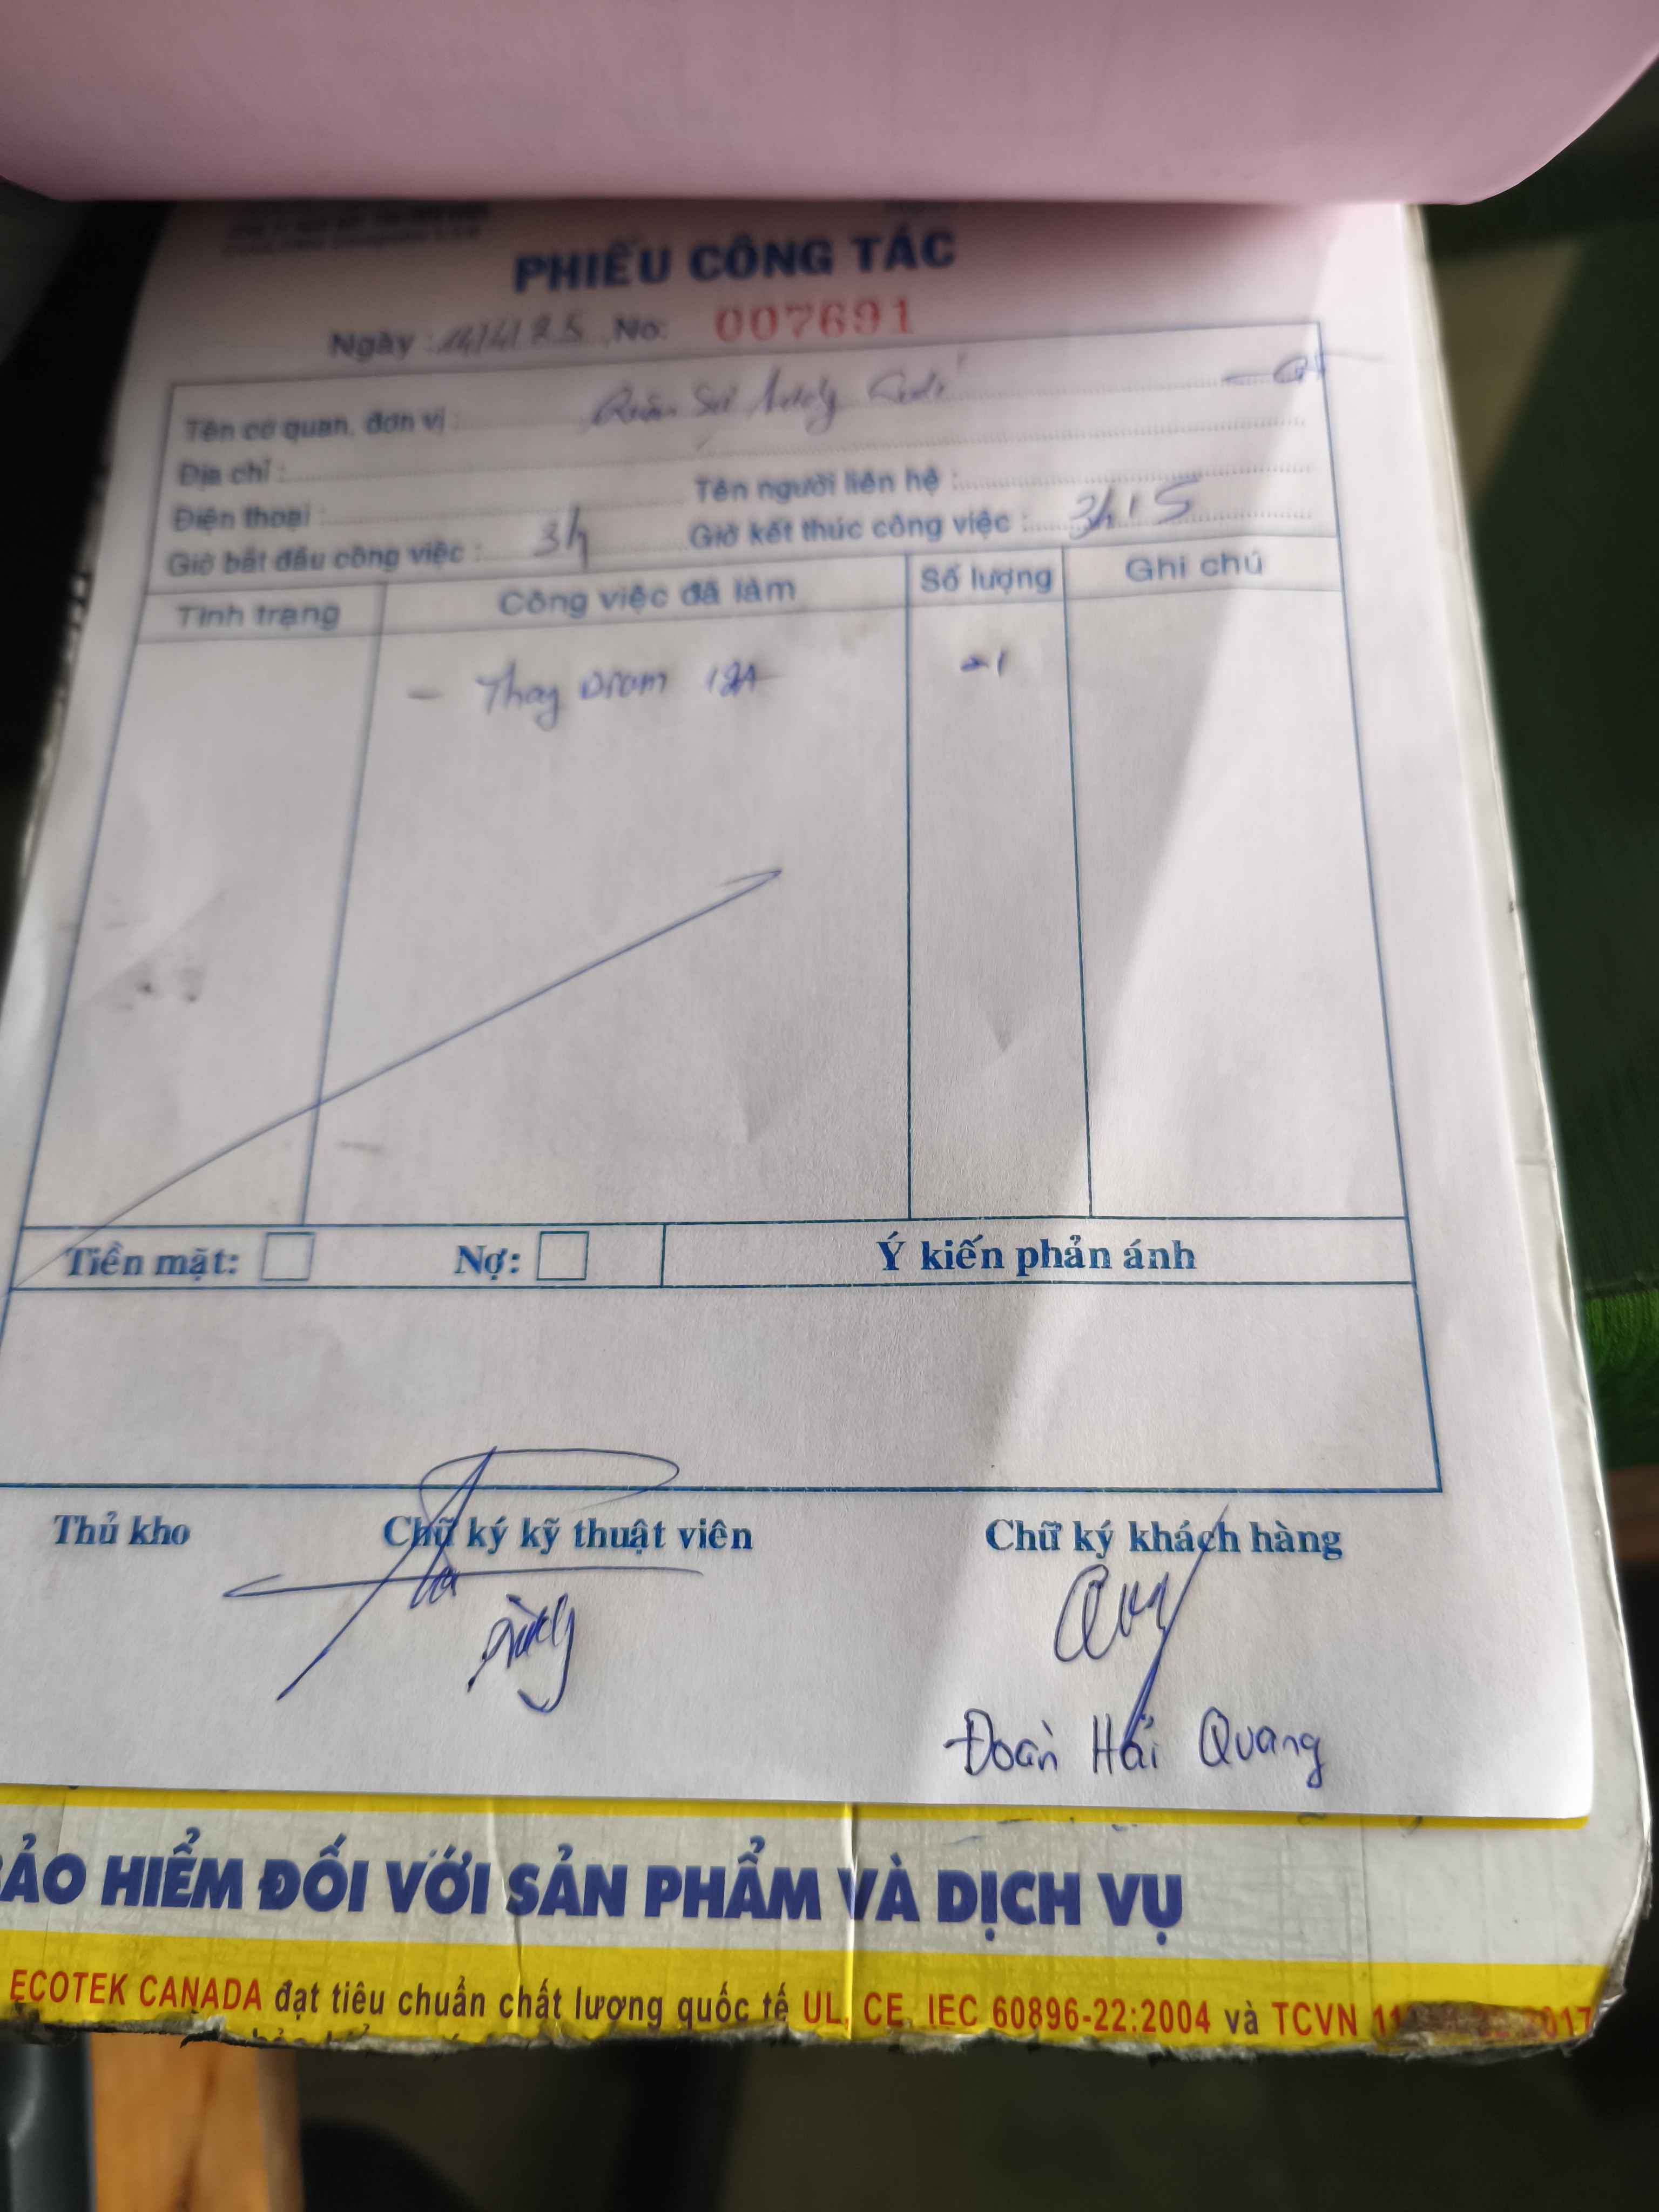 PHIẾU CÔNG TÁC
Ngày : 14/4/25 .No: 007691
Tên cơ quan, đơn vị :
Địa chỉ :
Điện thoại : Tên người liên hệ :
Giờ bắt đầu công việc : 3h Giờ kết thúc công việc : 3h15
Tình trạng Công việc đã làm Số lượng Ghi chú
- Thay Drum 12A
Tiền mặt: Nợ: Ý kiến phản ánh
Thủ kho Chữ ký kỹ thuật viên Chữ ký khách hàng
Đoàn Hải Quang
ẢO HIỂM ĐỐI VỚI SẢN PHẨM VÀ DỊCH VỤ
ECOTEK CANADA đạt tiêu chuẩn chất lượng quốc tế UL, CE, IEC 60896-22:2004 và TCVN